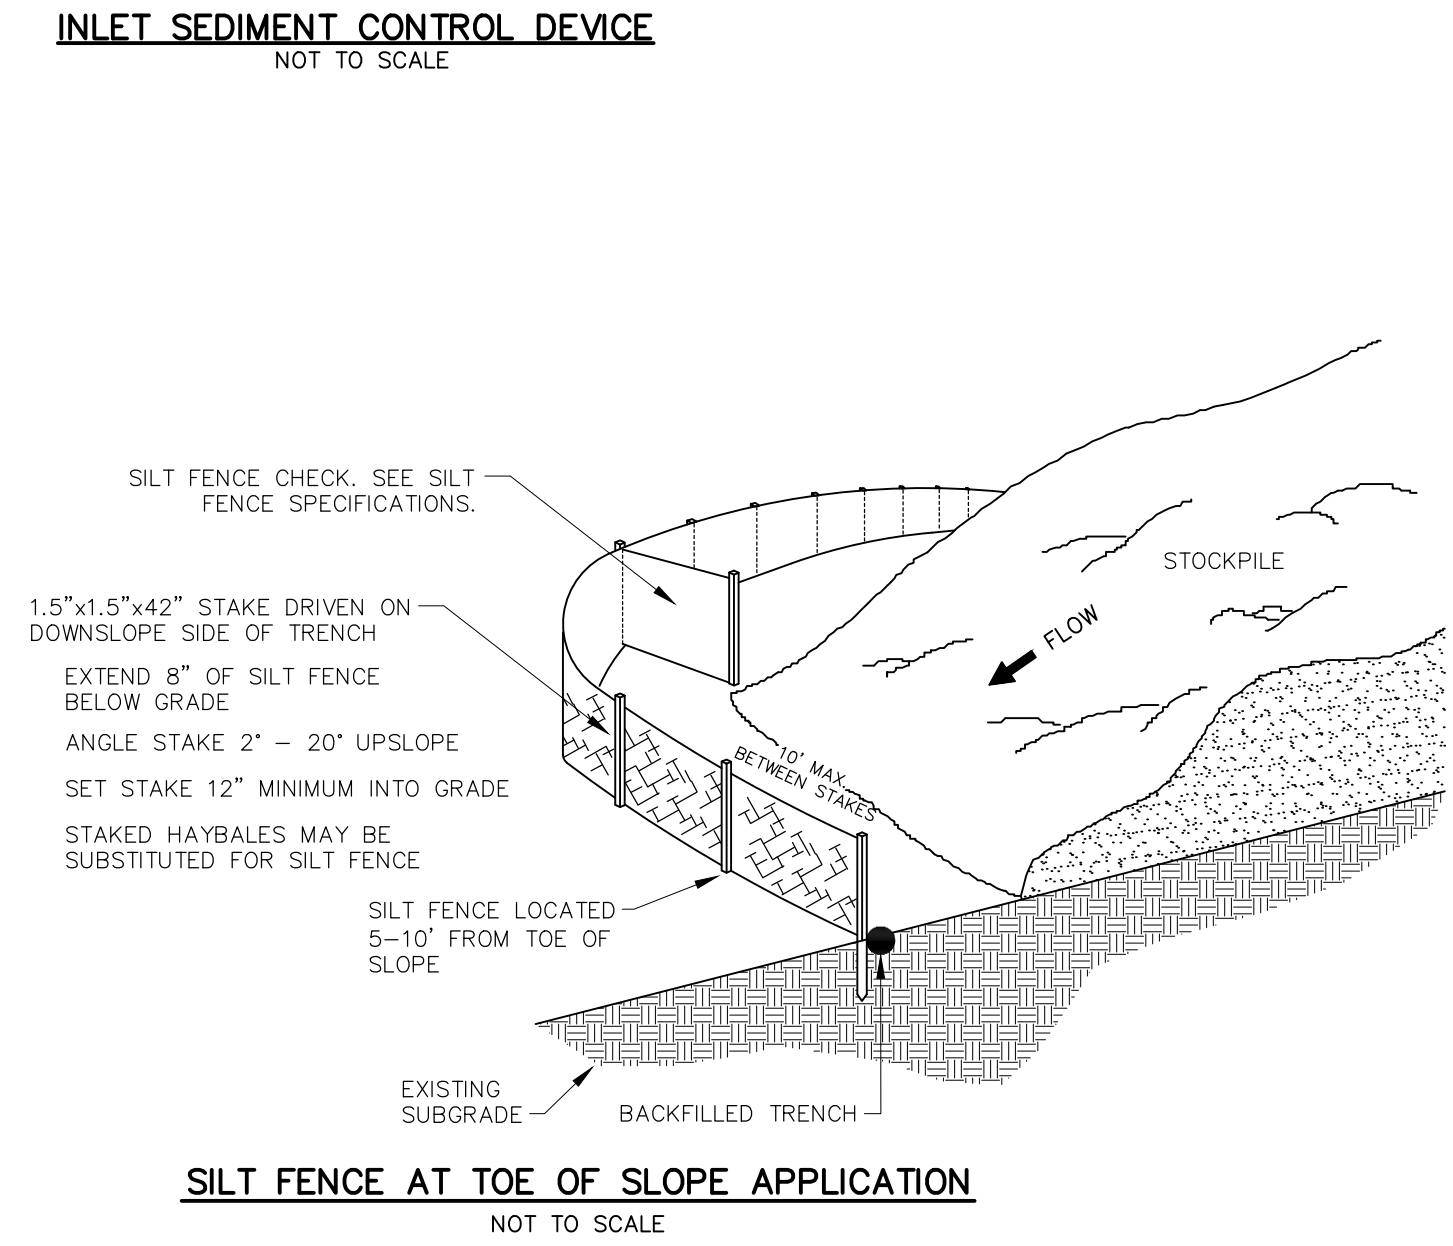 INLET SEDIMENT CONTROL DEVICE
NOT TO SCALE
SILT FENCE CHECK. SEE SILT
FENCE SPECIFICATIONS.
STOCKPILE
1.5"x1.5"x42" STAKE DRIVEN ON
DOWNSLOPE SIDE OF TRENCH
FLOW
EXTEND 8" OF SILT FENCE
BELOW GRADE
ANGLE STAKE 2° – 20° UPSLOPE
10' MAX.
BETWEEN STAKES
SET STAKE 12" MINIMUM INTO GRADE
STAKED HAYBALES MAY BE
SUBSTITUTED FOR SILT FENCE
SILT FENCE LOCATED
5–10' FROM TOE OF
SLOPE
EXISTING
SUBGRADE
BACKFILLED TRENCH
SILT FENCE AT TOE OF SLOPE APPLICATION
NOT TO SCALE